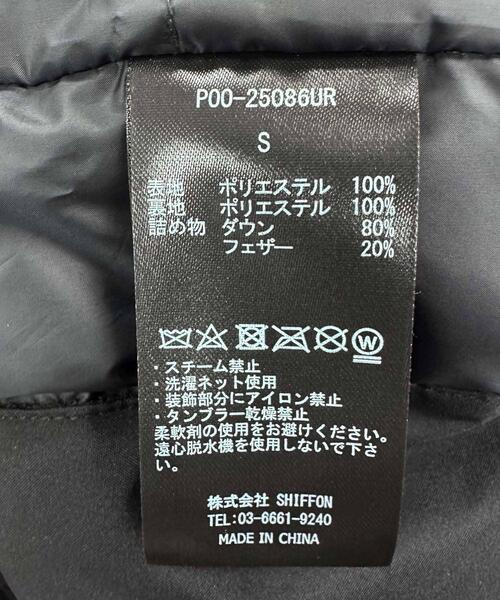 P00-25086UR
S
表地 ポリエステル 100%
裏地 ポリエステル 100%
詰め物 ダウン 80%
フェザー 20%
W
・スチーム禁止
・洗濯ネット使用
・装飾部分にアイロン禁止
・タンブラー乾燥禁止
柔軟剤の使用をお避けください。
遠心脱水機を使用しないで下さ
い。
株式会社 SHIFFON
TEL:03-6661-9240
MADE IN CHINA